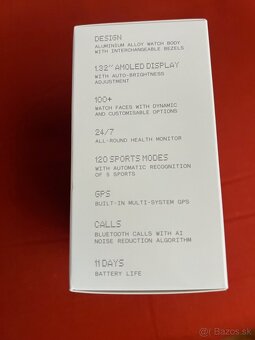 DESIGN
ALUMINIUM ALLOY WATCH BODY
WITH INTERCHANGEABLE BEZELS
1.32" AMOLED DISPLAY
WITH AUTO-BRIGHTNESS
ADJUSTMENT
100+
WATCH FACES WITH DYNAMIC
AND CUSTOMISABLE OPTIONS
24/7
ALL-ROUND HEALTH MONITOR
120 SPORTS MODES
WITH AUTOMATIC RECOGNITION
OF 5 SPORTS
GPS
BUILT-IN MULTI-SYSTEM GPS
CALLS
BLUETOOTH CALLS WITH AI
NOISE REDUCTION ALGORITHM
11 DAYS
BATTERY LIFE
bazos.sk